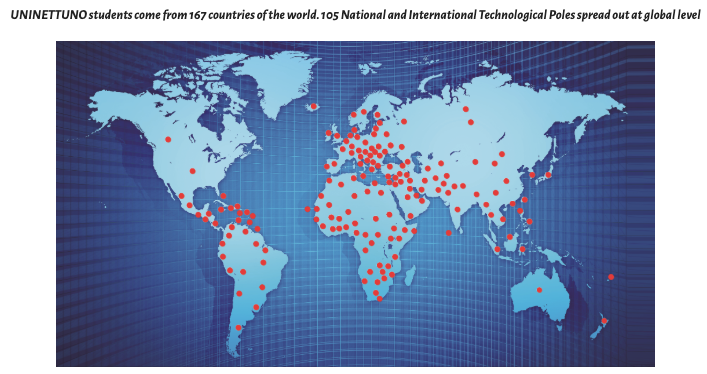 UNINETTUNO students come from 167 countries of the world. 105 National and International Technological Poles spread out at global level